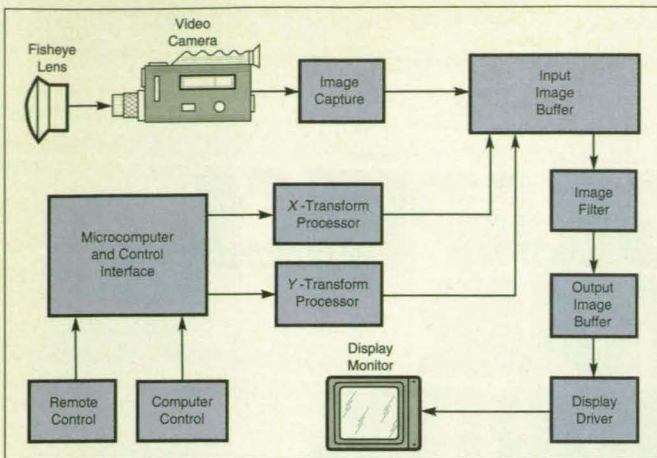 Video
Camera
Fisheye
Lens
Image
Capture
Input
Image
Buffer
X-Transform
Processor
Image
Filter
Microcomputer
and Control
Interface
Y-Transform
Processor
Output
Image
Buffer
Display
Monitor
Remote
Control
Computer
Control
Display
Driver